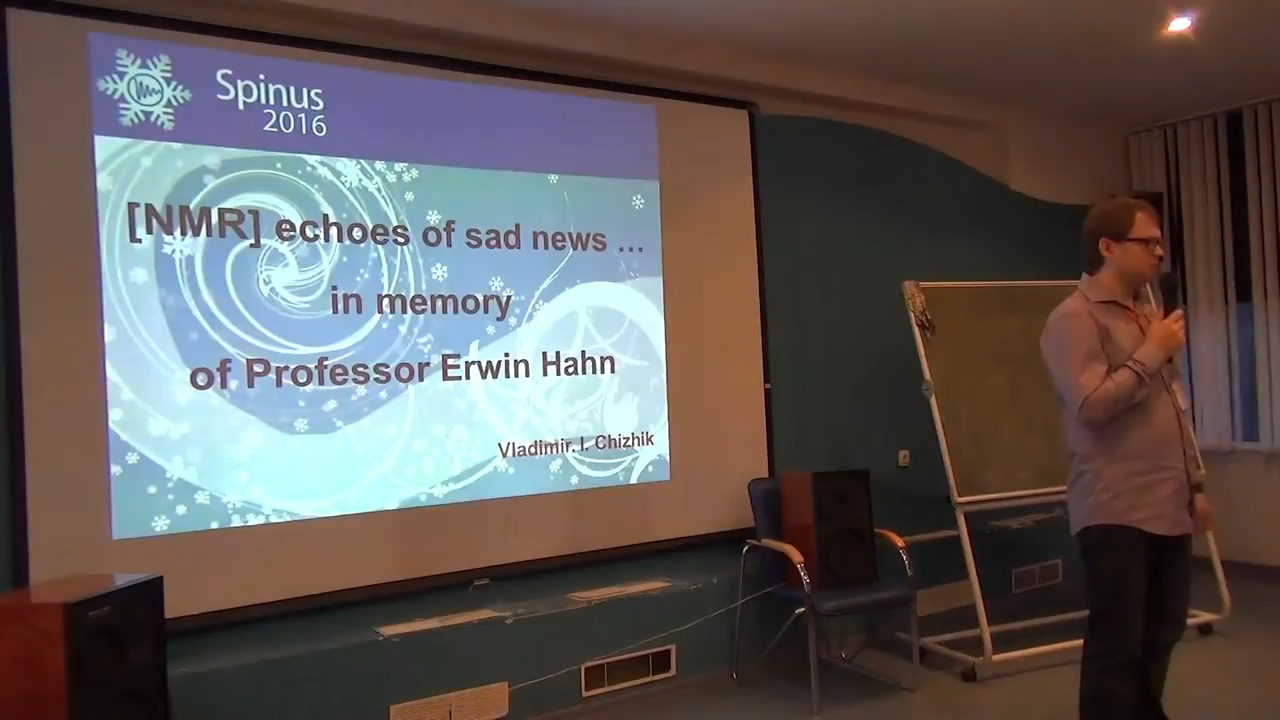 Spinus
2016
[NMR] echoes of sad news ...
in memory
of Professor Erwin Hahn
Vladimir. I. Chizhik